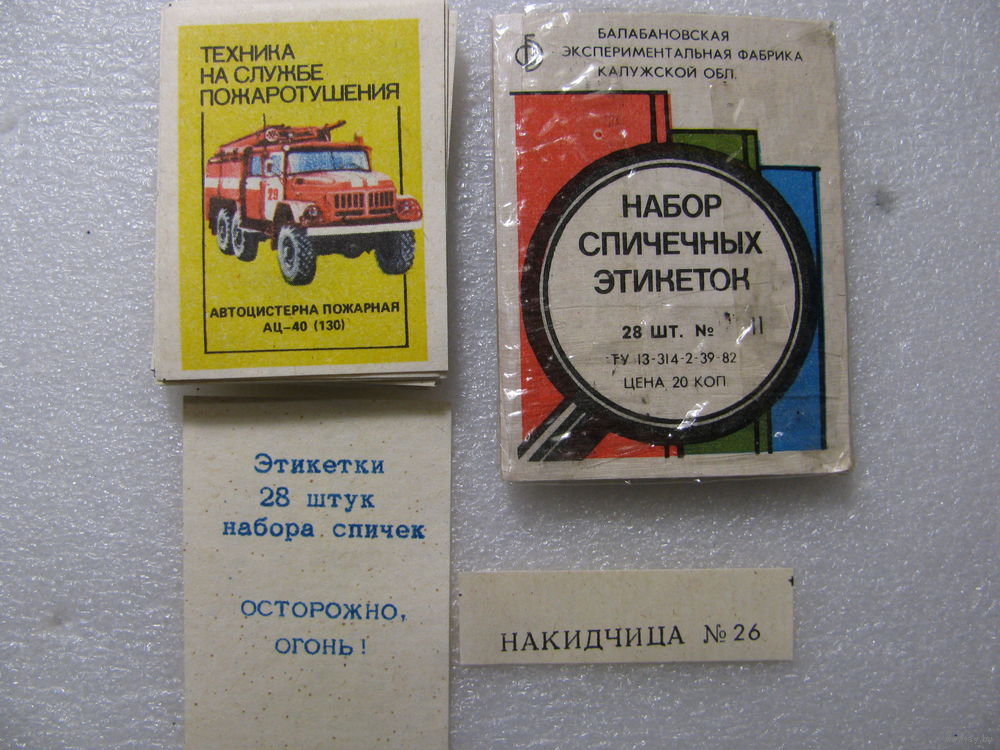 ТЕХНИКА
НА СЛУЖБЕ
ПОЖАРОТУШЕНИЯ
29
АВТОЦИСТЕРНА ПОЖАРНАЯ
АЦ-40 (130)
БАЛАБАНОВСКАЯ
ЭКСПЕРИМЕНТАЛЬНАЯ ФАБРИКА
КАЛУЖСКОЙ ОБЛ.
НАБОР
СПИЧЕЧНЫХ
ЭТИКЕТОК
28 ШТ. №
ТУ 13-314-2-39-82
ЦЕНА 20 КОП
Этикетки
28 штук
набора спичек
ОСТОРОЖНО,
ОГОНЬ!
НАКИДЧИЦА № 26